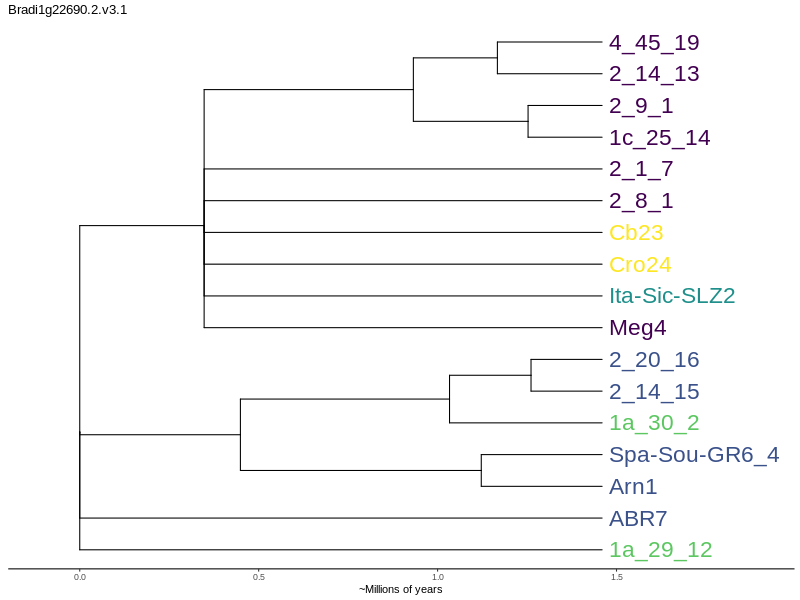 Bradi1g22690.2.v3.1
4_45_19
2_14_13
2_9_1
1c_25_14
2_1_7
2_8_1
Cb23
Cro24
Ita-Sic-SLZ2
Meg4
2_20_16
2_14_15
1a_30_2
Spa-Sou-GR6_4
Arn1
ABR7
1a_29_12
0.0 0.5 1.0 1.5
~Millions of years